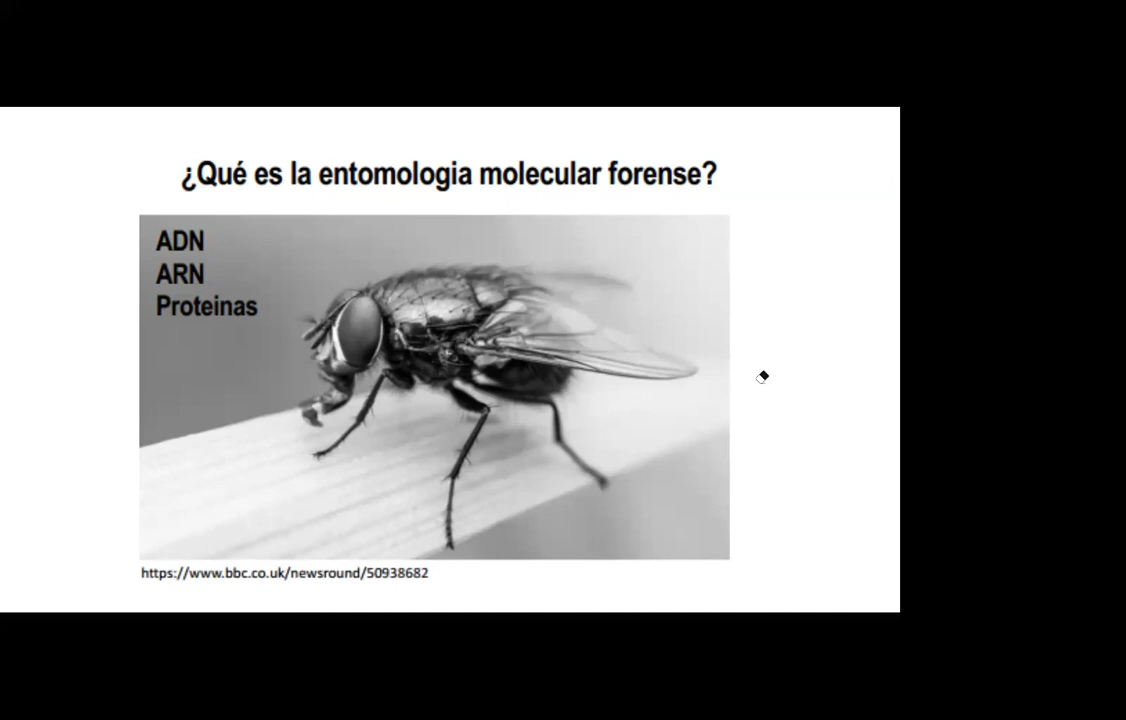 ¿Qué es la entomologia molecular forense?
ADN
ARN
Proteinas
https://www.bbc.co.uk/newsround/50938682